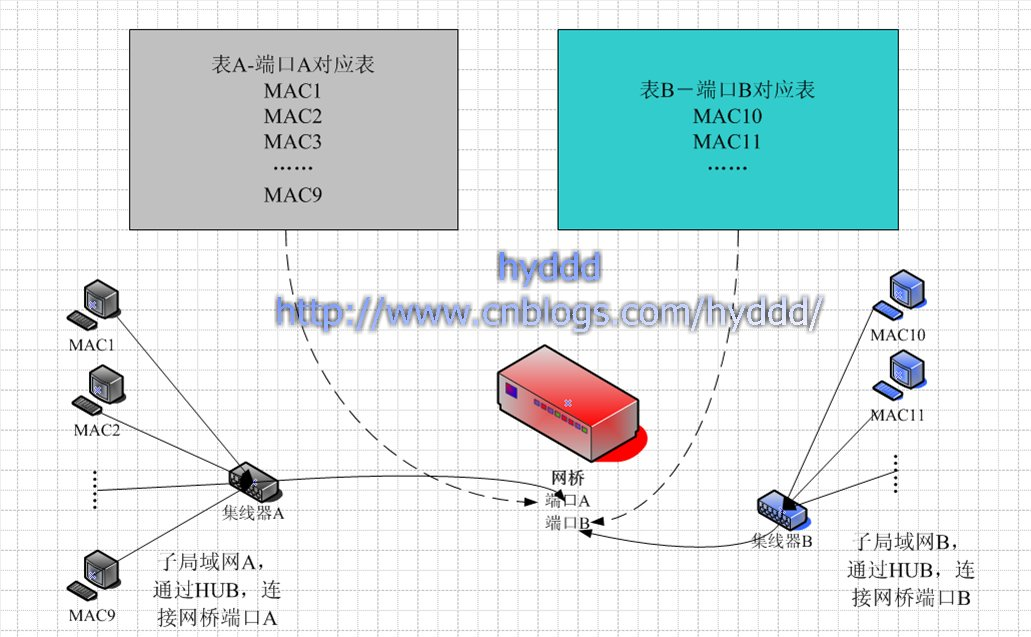 表A-端口A对应表
MAC1
MAC2
MAC3
……
MAC9
表B－端口B对应表
MAC10
MAC11
……
hyddd
http://www.cnblogs.com/hyddd/
MAC1
MAC2
MAC9
集线器A
子局域网A，
通过HUB，连
接网桥端口A
网桥
端口A
端口B
MAC10
MAC11
集线器B
子局域网B，
通过HUB，连
接网桥端口B